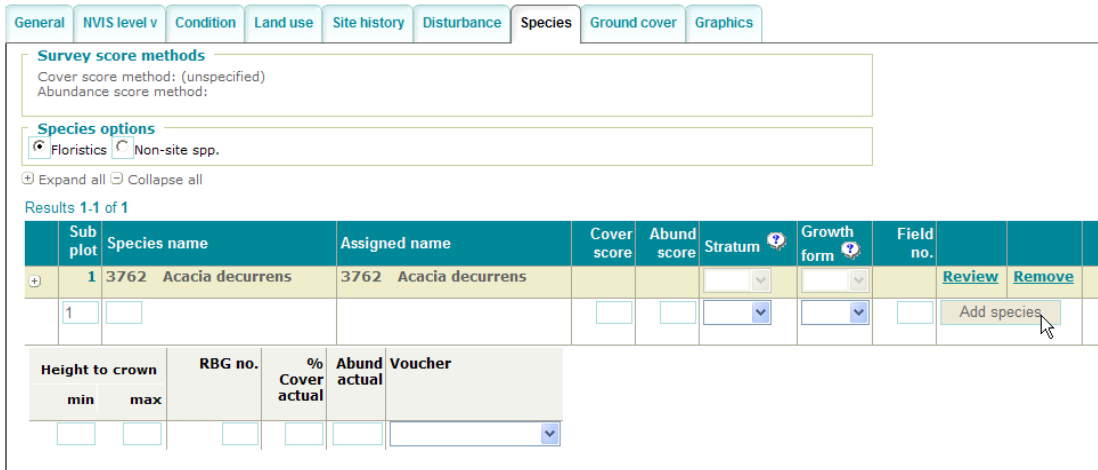 General NVIS level v Condition Land use Site history Disturbance Species Ground cover Graphics
Survey score methods
Cover score method: (unspecified)
Abundance score method:
Species options
Floristics Non-site spp.
Expand all Collapse all
Results 1-1 of 1
Sub plot Species name Assigned name Cover score Abund score Stratum ? Growth form ? Field no.
1 3762 Acacia decurrens 3762 Acacia decurrens Review Remove
1 Add species
Height to crown RBG no. % Cover actual Abund actual Voucher
min max